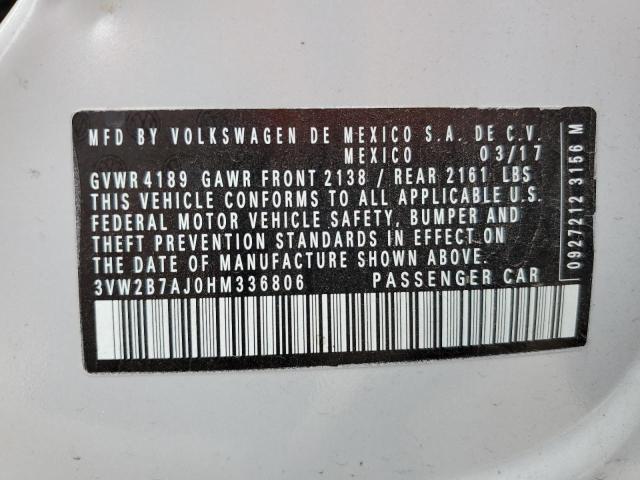 MFD BY VOLKSWAGEN DE MEXICO S.A. DE C.V.
MEXICO 03/17
GVWR 4189 GAWR FRONT 2138 / REAR 2161 LBS
THIS VEHICLE CONFORMS TO ALL APPLICABLE U.S.
FEDERAL MOTOR VEHICLE SAFETY, BUMPER AND
THEFT PREVENTION STANDARDS IN EFFECT ON
THE DATE OF MANUFACTURE SHOWN ABOVE.
3VW2B7AJ0HM336806 PASSENGER CAR
0927212 3156 M